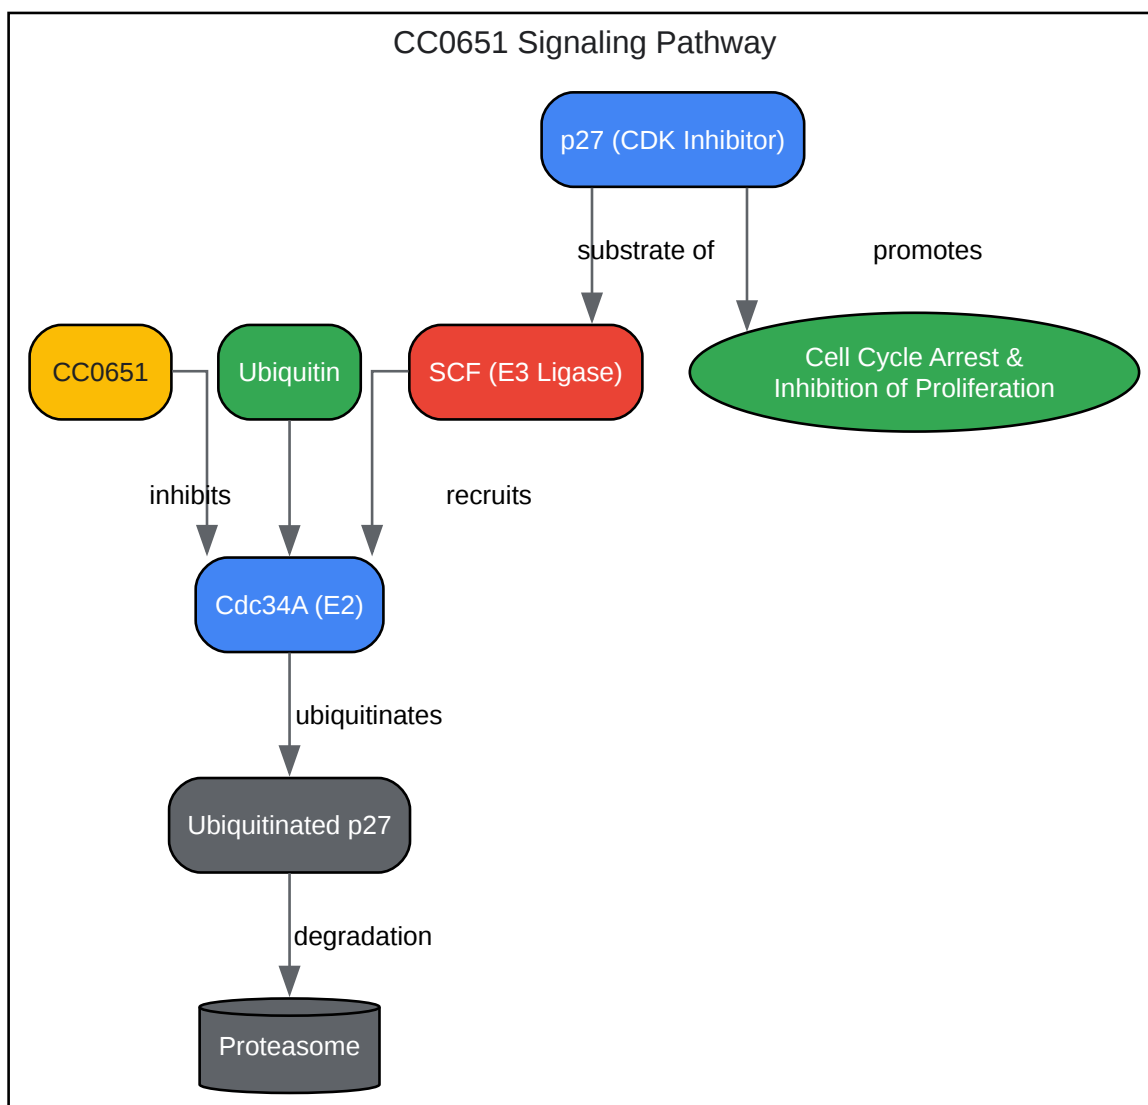 CC0651 Signaling Pathway
p27 (CDK Inhibitor)
substrate of
promotes
CC0651
Ubiquitin
SCF (E3 Ligase)
Cell Cycle Arrest &
Inhibition of Proliferation
inhibits
recruits
Cdc34A (E2)
ubiquitinates
Ubiquitinated p27
degradation
Proteasome